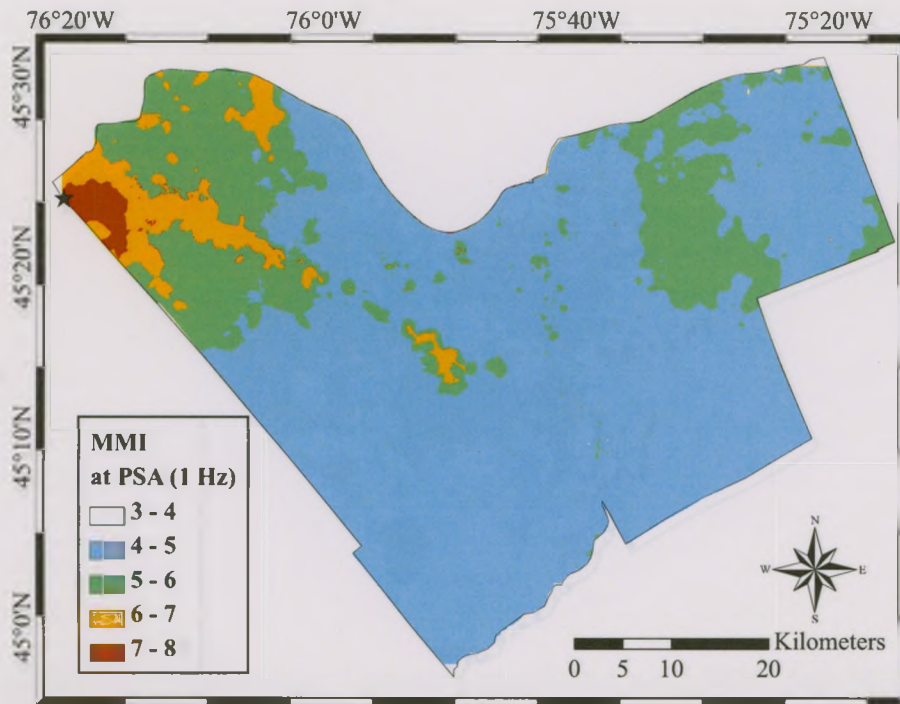 76°20'W 76°0'W 75°40'W 75°20'W
45°30'N
45°20'N
45°10'N
45°0'N
MMI
at PSA (1 Hz)
3 - 4
4 - 5
5 - 6
6 - 7
7 - 8
N
W E
S
Kilometers
0 5 10 20